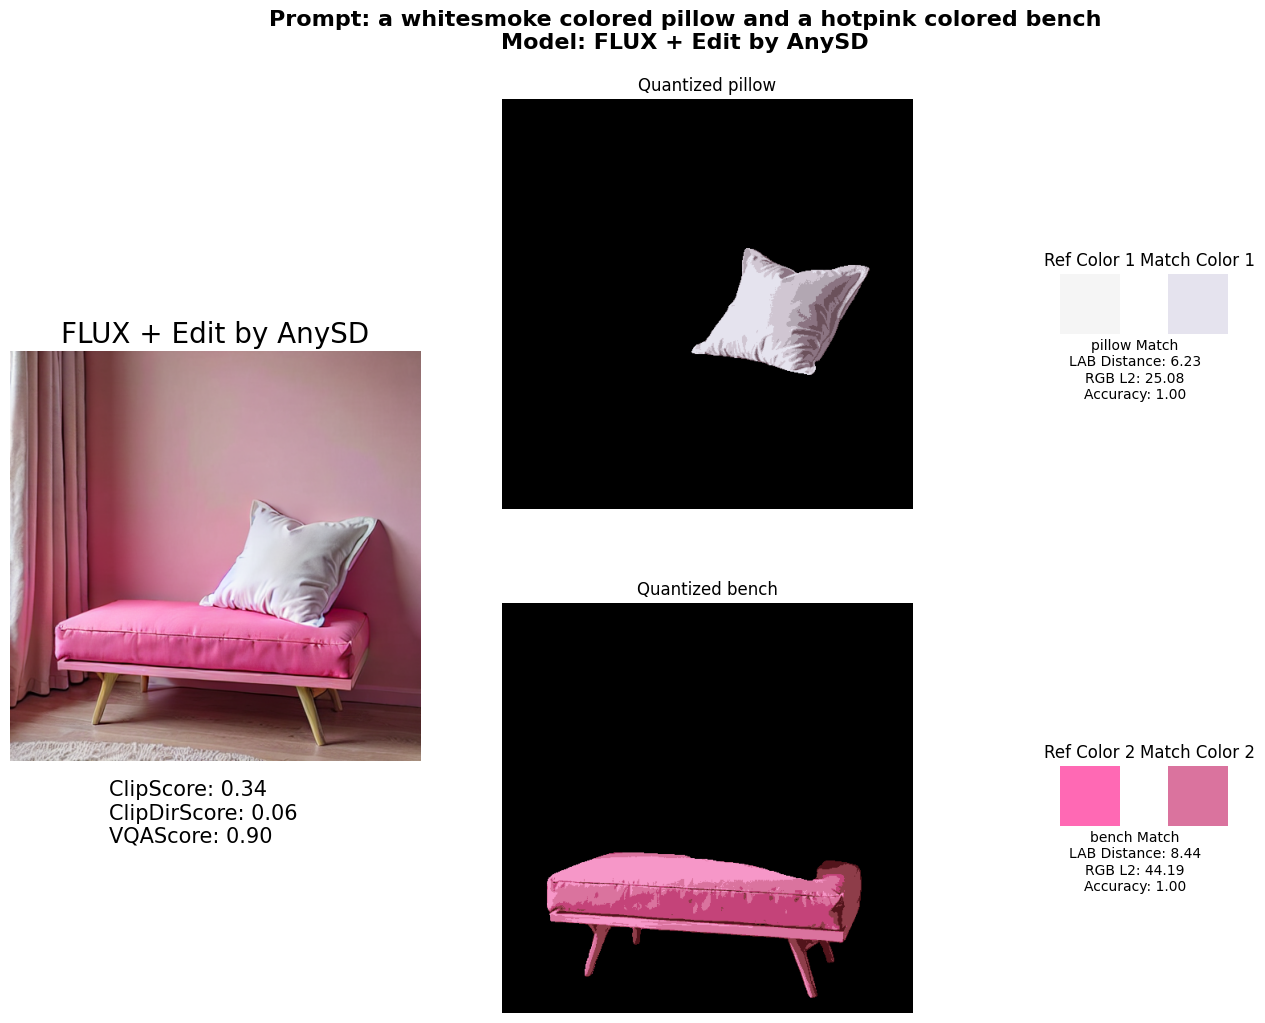 Prompt: a whitesmoke colored pillow and a hotpink colored bench
Model: FLUX + Edit by AnySD
FLUX + Edit by AnySD
ClipScore: 0.34
ClipDirScore: 0.06
VQAScore: 0.90
Quantized pillow
Ref Color 1 Match Color 1
pillow Match
LAB Distance: 6.23
RGB L2: 25.08
Accuracy: 1.00
Quantized bench
Ref Color 2 Match Color 2
bench Match
LAB Distance: 8.44
RGB L2: 44.19
Accuracy: 1.00